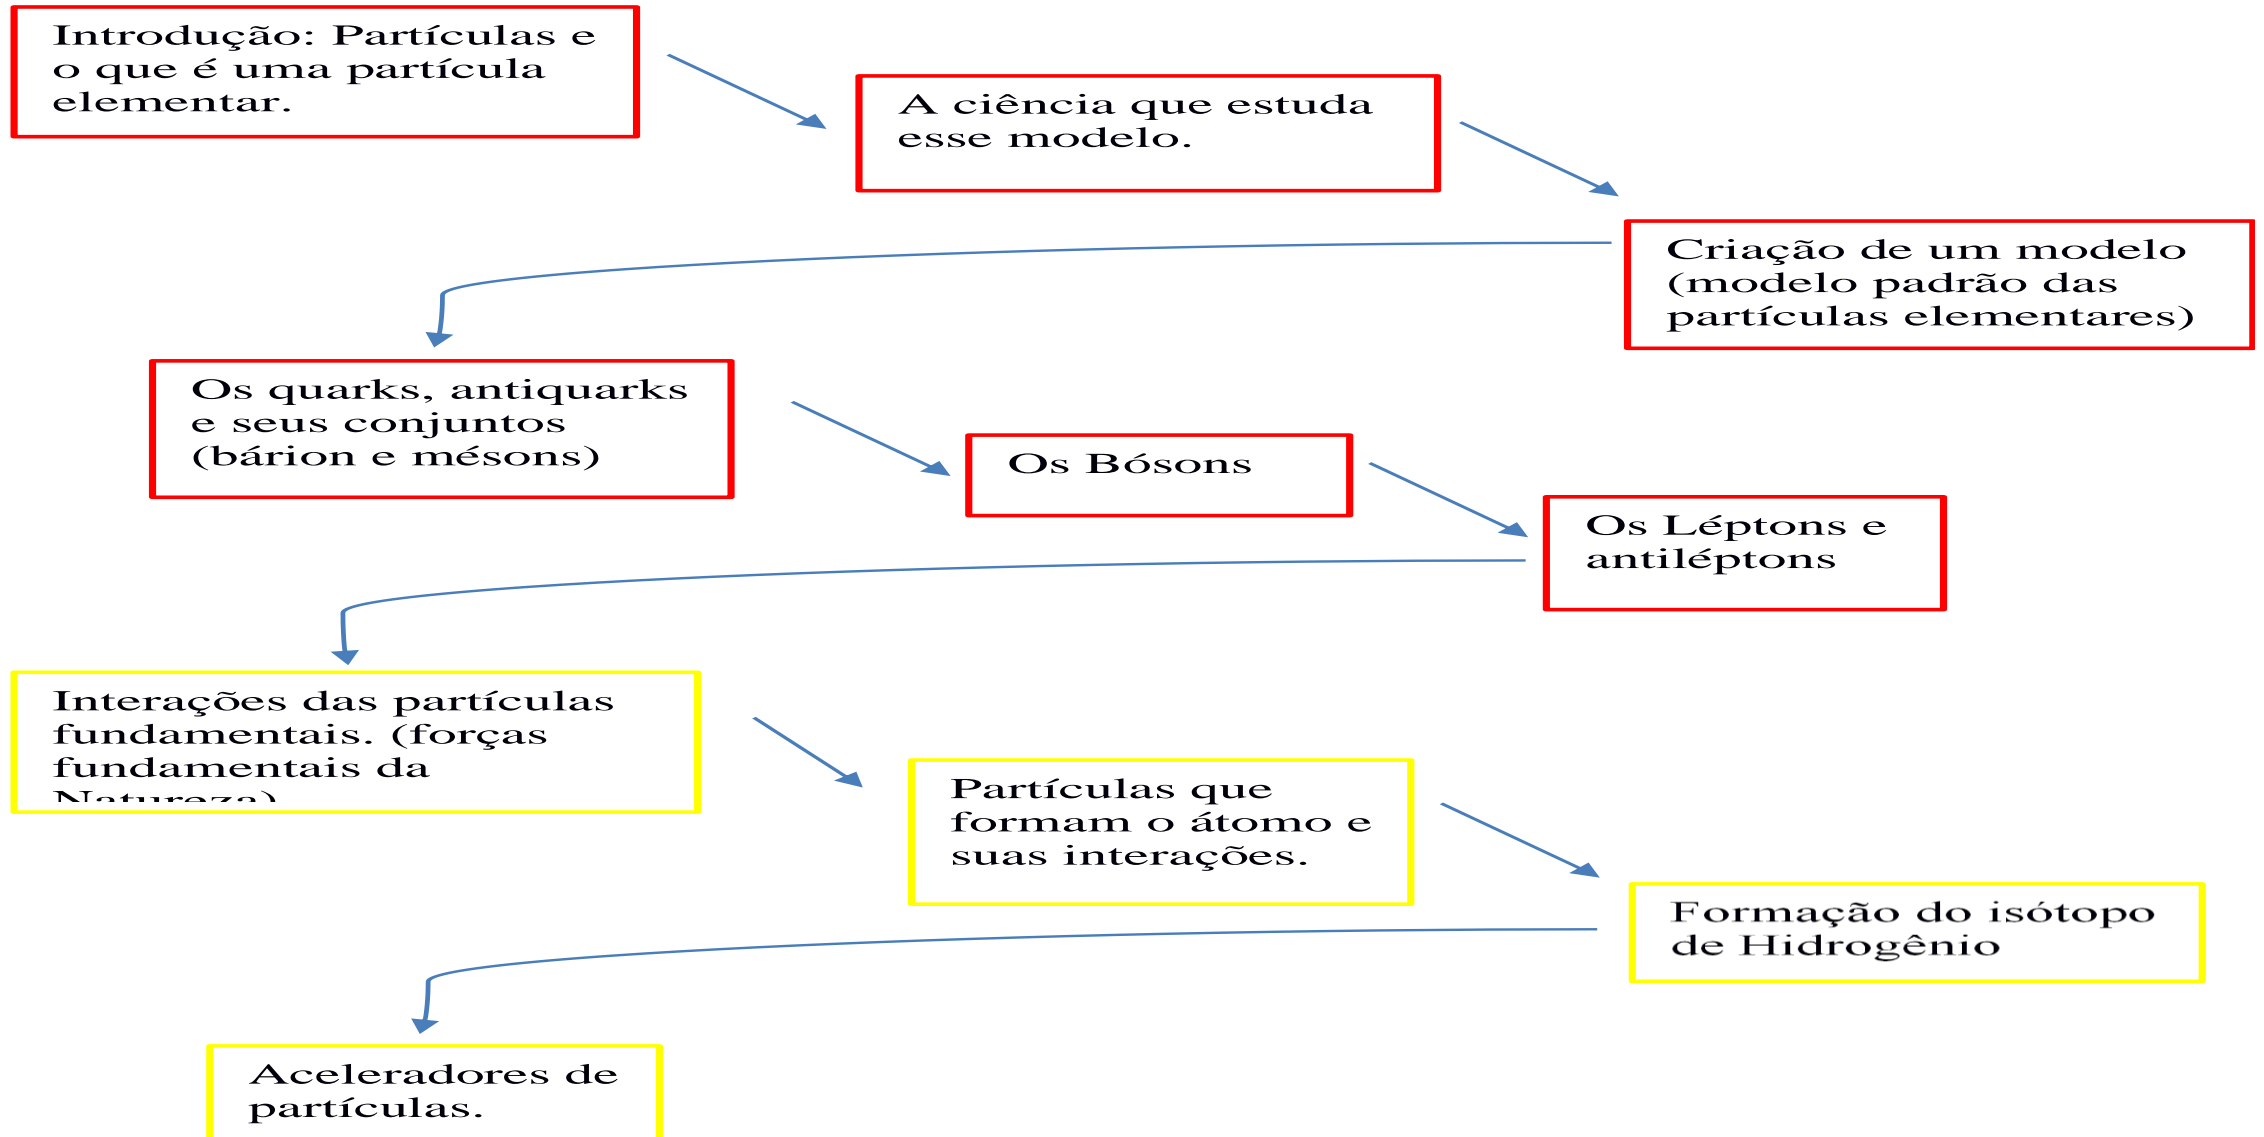 Introdução: Partículas e
o que é uma partícula
elementar.
A ciência que estuda
esse modelo.
Criação de um modelo
(modelo padrão das
partículas elementares)
Os quarks, antiquarks
e seus conjuntos
(bárion e mésons)
Os Bósons
Os Léptons e
antiléptons
Interações das partículas
fundamentais. (forças
fundamentais da
Natureza)
Partículas que
formam o átomo e
suas interações.
Formação do isótopo
de Hidrogênio
Aceleradores de
partículas.